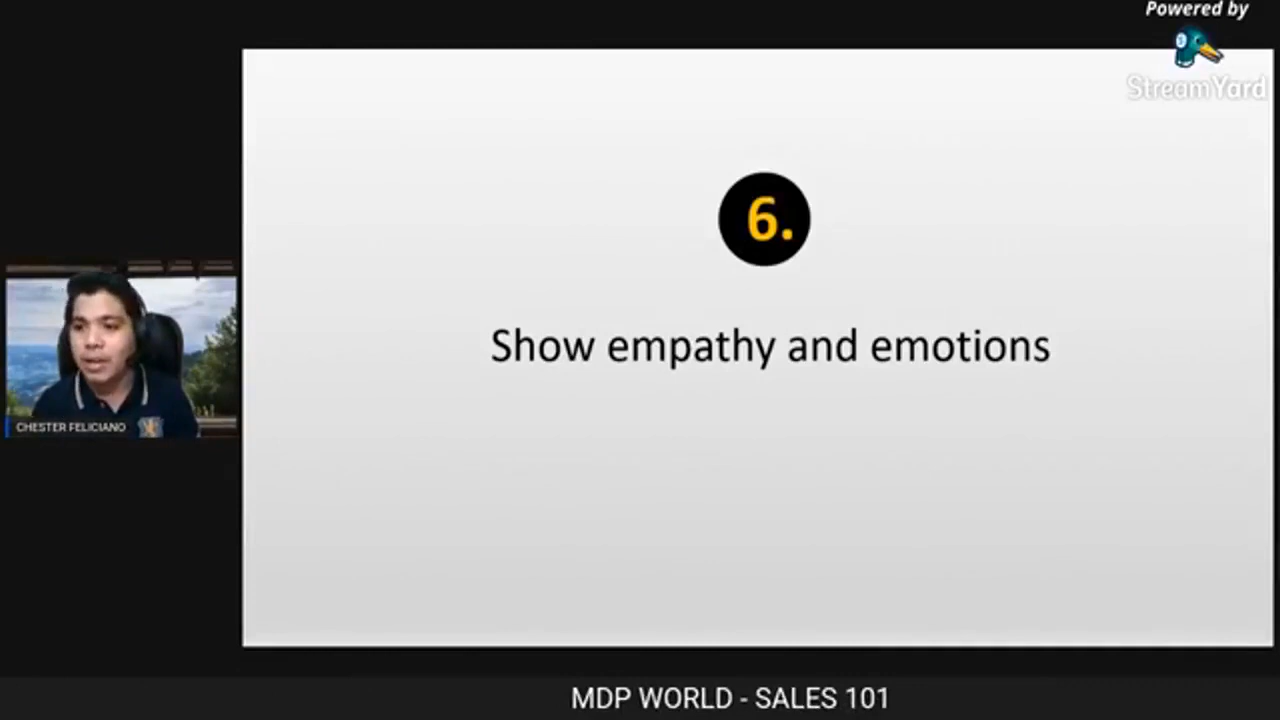 Powered by
StreamYard
6.
Show empathy and emotions
CHESTER FELICIANO
MDP WORLD - SALES 101